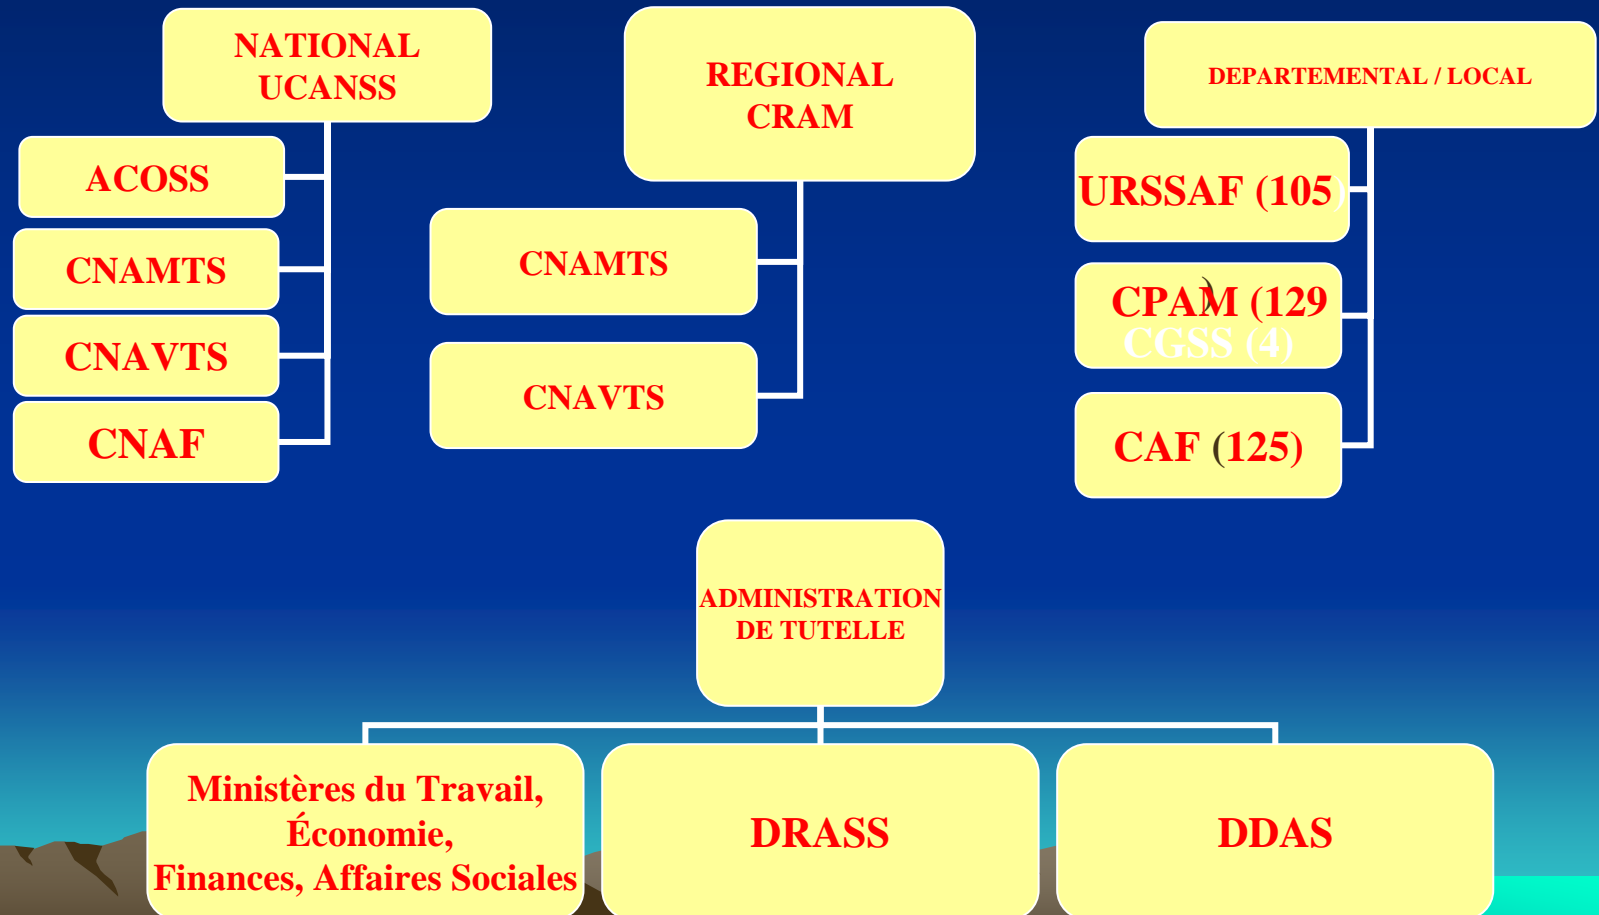 NATIONAL
UCANSS
ACOSS
CNAMTS
CNAVTS
CNAF
REGIONAL
CRAM
CNAMTS
CNAVTS
DEPARTEMENTAL / LOCAL
URSSAF (105)
CPAM (129)
CGSS (4)
CAF (125)
ADMINISTRATION
DE TUTELLE
Ministères du Travail,
Économie,
Finances, Affaires Sociales
DRASS
DDAS